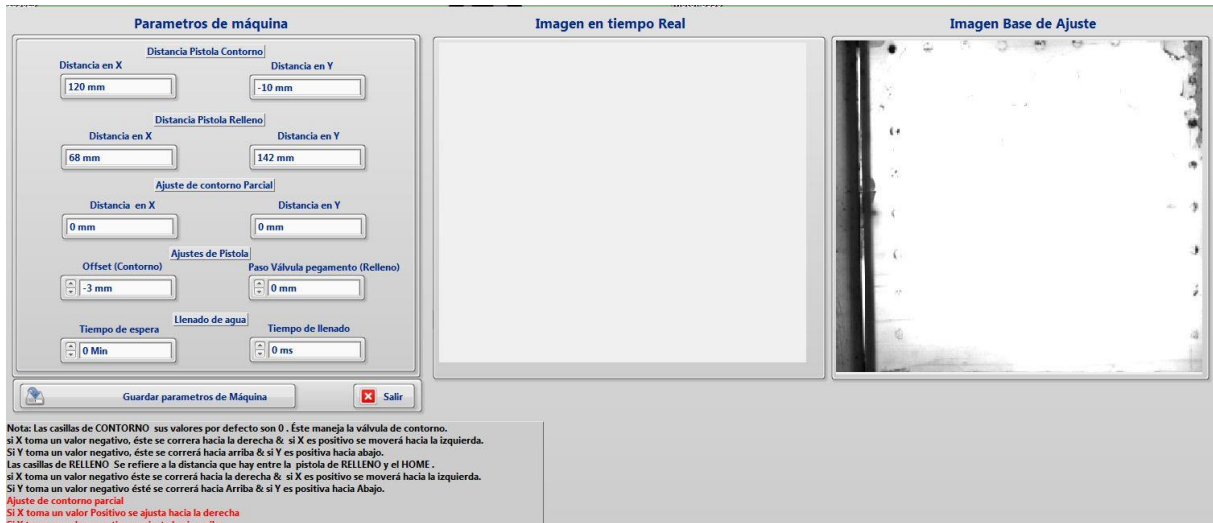 Parametros de máquina
Imagen en tiempo Real
Imagen Base de Ajuste
Distancia Pistola Contorno
Distancia en X
Distancia en Y
120 mm
-10 mm
Distancia Pistola Relleno
Distancia en X
Distancia en Y
68 mm
142 mm
Ajuste de contorno Parcial
Distancia en X
Distancia en Y
0 mm
0 mm
Ajustes de Pistola
Offset (Contorno)
Paso Válvula pegamento (Relleno)
-3 mm
0 mm
Llenado de agua
Tiempo de espera
Tiempo de llenado
0 Min
0 ms
Guardar parametros de Máquina
Salir
Nota: Las casillas de CONTORNO sus valores por defecto son 0 . Éste maneja la válvula de contorno.
si X toma un valor negativo, éste se correra hacia la derecha & si X es positivo se moverá hacia la izquierda.
Si Y toma un valor negativo, éste se correrá hacia arriba & si Y es positiva hacia abajo.
Las casillas de RELLENO Se refiere a la distancia que hay entre la pistola de RELLENO y el HOME .
si X toma un valor negativo éste se correrá hacia la derecha & si X es positivo se moverá hacia la izquierda.
Si Y toma un valor negativo ésté se correrá hacia Arriba & si Y es positiva hacia Abajo.
Ajuste de contorno parcial
Si X toma un valor Positivo se ajusta hacia la derecha